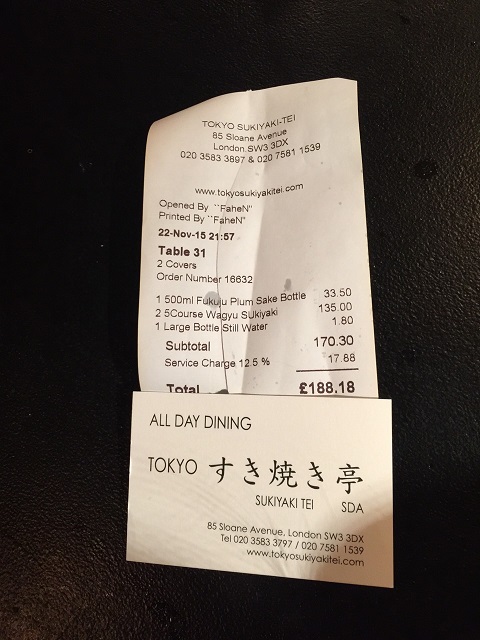 TOKYO SUKIYAKI-TEI
85 Sloane Avenue
London.SW3 3DX
020 3583 3897 & 020 7581 1539
www.tokyosukiyakitei.com
Opened By ``FaheN"
Printed By ``FaheN"
22-Nov-15 21:57
Table 31
2 Covers
Order Number 16632
1 500ml Fukuju Plum Sake Bottle 33.50
2 5Course Wagyu SUkiyaki 135.00
1 Large Bottle Still Water 1.80
Subtotal 170.30
Service Charge 12.5 % 17.88
Total £188.18
ALL DAY DINING
TOKYO すき焼き亭
SUKIYAKI TEI SDA
85 Sloane Avenue, London SW3 3DX
Tel 020 3583 3797 / 020 7581 1539
www.tokyosukiyakitei.com